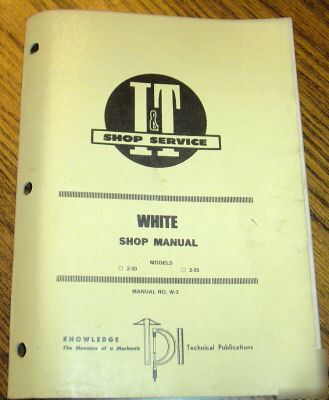 I&T
SHOP SERVICE
WHITE
SHOP MANUAL
MODELS
2-30 2-35
MANUAL NO. W-3
KNOWLEDGE
The Monitors of a Mechanic
TPI
Technical Publications